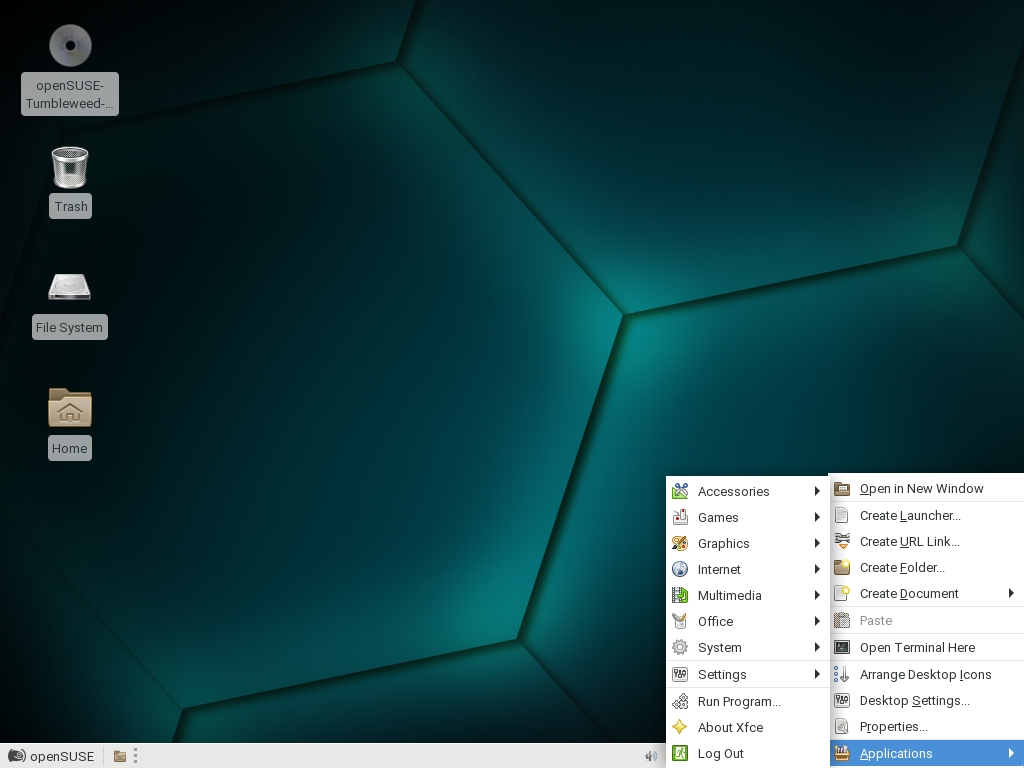 openSUSE-
Tumbleweed-...
Trash
File System
Home
Accessories
Games
Graphics
Internet
Multimedia
Office
System
Settings
Run Program...
About Xfce
Log Out
Open in New Window
Create Launcher...
Create URL Link...
Create Folder...
Create Document
Paste
Open Terminal Here
Arrange Desktop Icons
Desktop Settings...
Properties...
Applications
openSUSE